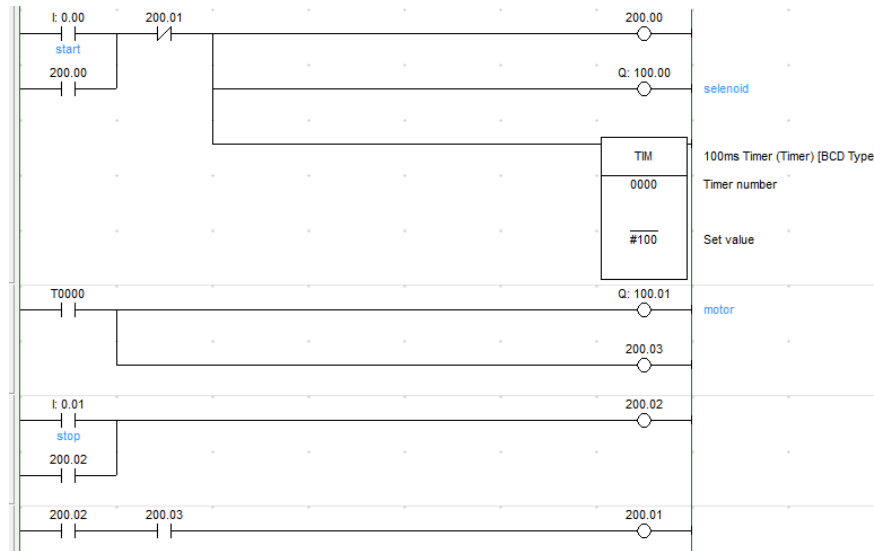 I: 0.00 200.01 200.00
start
200.00 Q: 100.00
selenoid
TIM 100ms Timer (Timer) [BCD Type
0000 Timer number
#100 Set value
T0000 Q: 100.01
motor
200.03
I: 0.01 200.02
stop
200.02
200.02 200.03 200.01